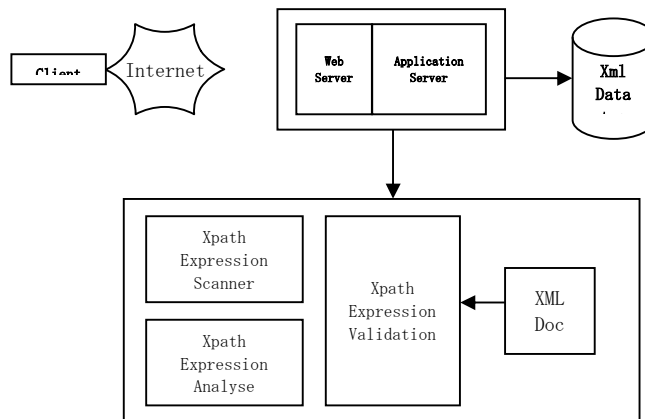 Client
Internet
Web
Server
Application
Server
Xml
Data
Xpath
Expression
Scanner
Xpath
Expression
Analyse
Xpath
Expression
Validation
XML
Doc